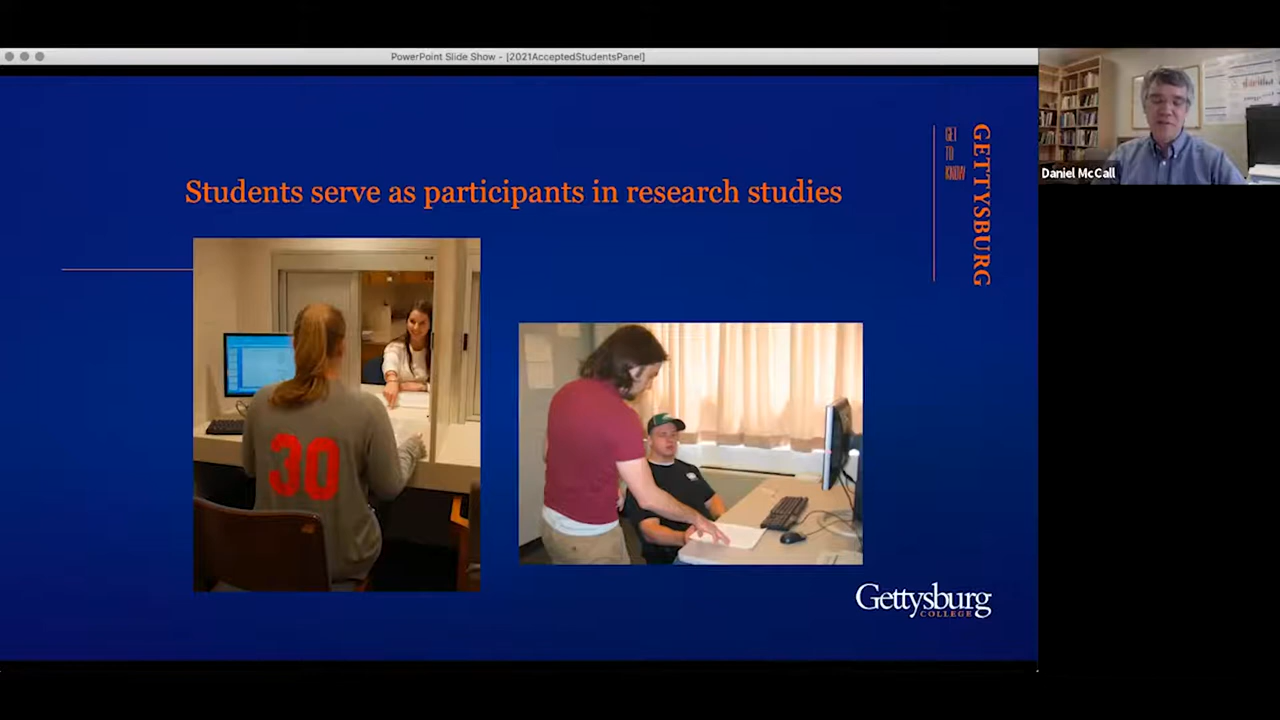 PowerPoint Slide Show - [2021AcceptedStudentsPanel]
Students serve as participants in research studies
GET
TO
KNOW
GETTYSBURG
Daniel McCall
30
Gettysburg
COLLEGE